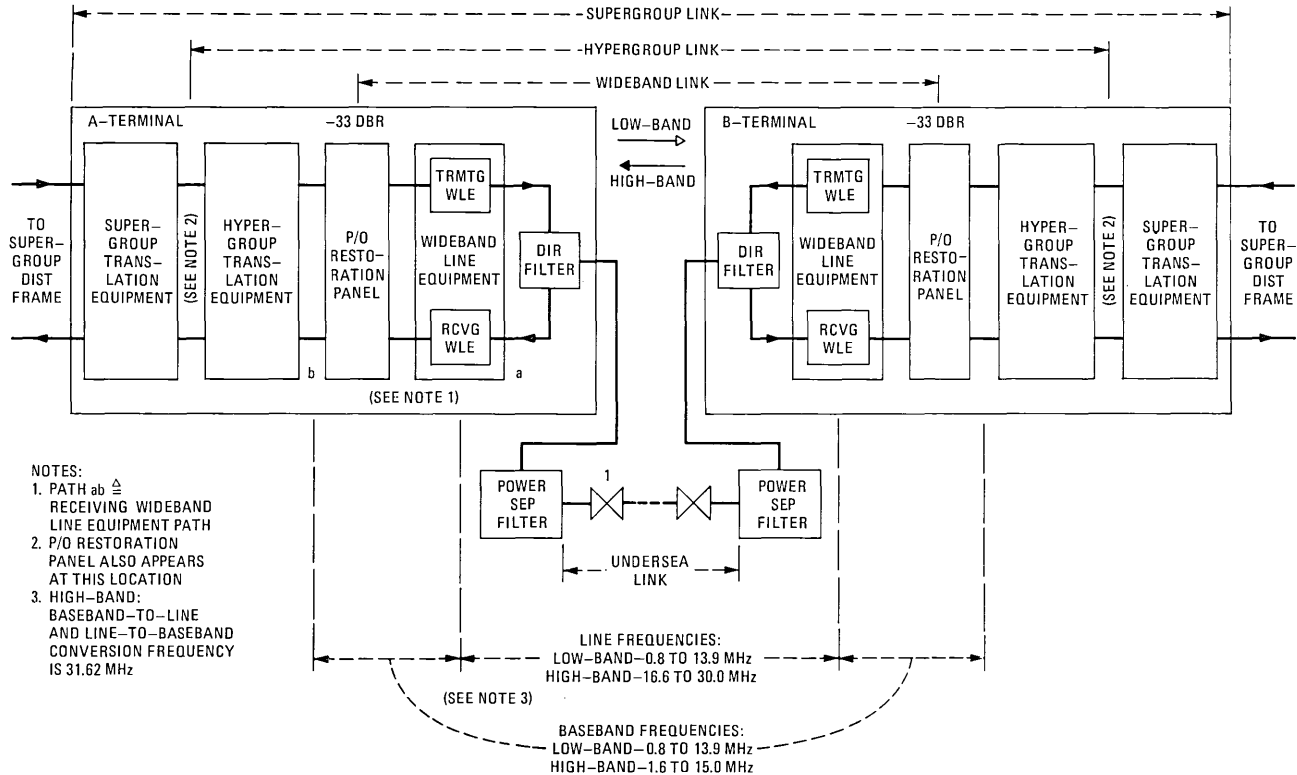 SUPERGROUP LINK
HYPERGROUP LINK
WIDEBAND LINK
A-TERMINAL
-33 DBR
LOW-BAND
HIGH-BAND
B-TERMINAL
-33 DBR
TO
SUPER-
GROUP
DIST
FRAME
SUPER-
GROUP
TRANS-
LATION
EQUIPMENT
(SEE NOTE 2)
HYPER-
GROUP
TRANS-
LATION
EQUIPMENT
b
P/O
RESTO-
RATION
PANEL
TRMTG
WLE
WIDEBAND
LINE
EQUIPMENT
RCVG
WLE
a
DIR
FILTER
(SEE NOTE 1)
DIR
FILTER
TRMTG
WLE
WIDEBAND
LINE
EQUIPMENT
RCVG
WLE
P/O
RESTO-
RATION
PANEL
HYPER-
GROUP
TRANS-
LATION
EQUIPMENT
(SEE NOTE 2)
SUPER-
GROUP
TRANS-
LATION
EQUIPMENT
TO
SUPER-
GROUP
DIST
FRAME
POWER
SEP
FILTER
1
POWER
SEP
FILTER
UNDERSEA
LINK
NOTES:
1. PATH ab ≜
RECEIVING WIDEBAND
LINE EQUIPMENT PATH
2. P/O RESTORATION
PANEL ALSO APPEARS
AT THIS LOCATION
3. HIGH-BAND:
BASEBAND-TO-LINE
AND LINE-TO-BASEBAND
CONVERSION FREQUENCY
IS 31.62 MHz
LINE FREQUENCIES:
LOW-BAND-0.8 TO 13.9 MHz
HIGH-BAND-16.6 TO 30.0 MHz
(SEE NOTE 3)
BASEBAND FREQUENCIES:
LOW-BAND-0.8 TO 13.9 MHz
HIGH-BAND-1.6 TO 15.0 MHz